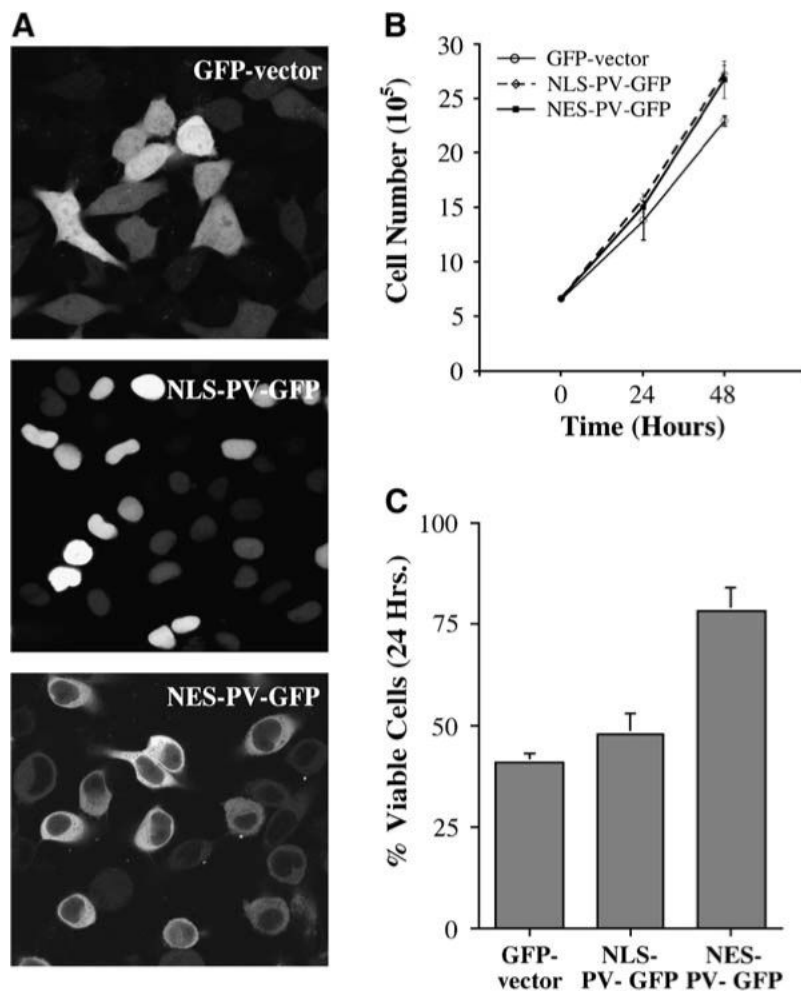 A
GFP-vector
NLS-PV-GFP
NES-PV-GFP
B
Cell Number (10⁵)
30
25
20
15
10
5
0
GFP-vector
NLS-PV-GFP
NES-PV-GFP
0 24 48
Time (Hours)
C
% Viable Cells (24 Hrs.)
100
75
50
25
0
GFP- NLS- NES-
vector PV- GFP PV- GFP